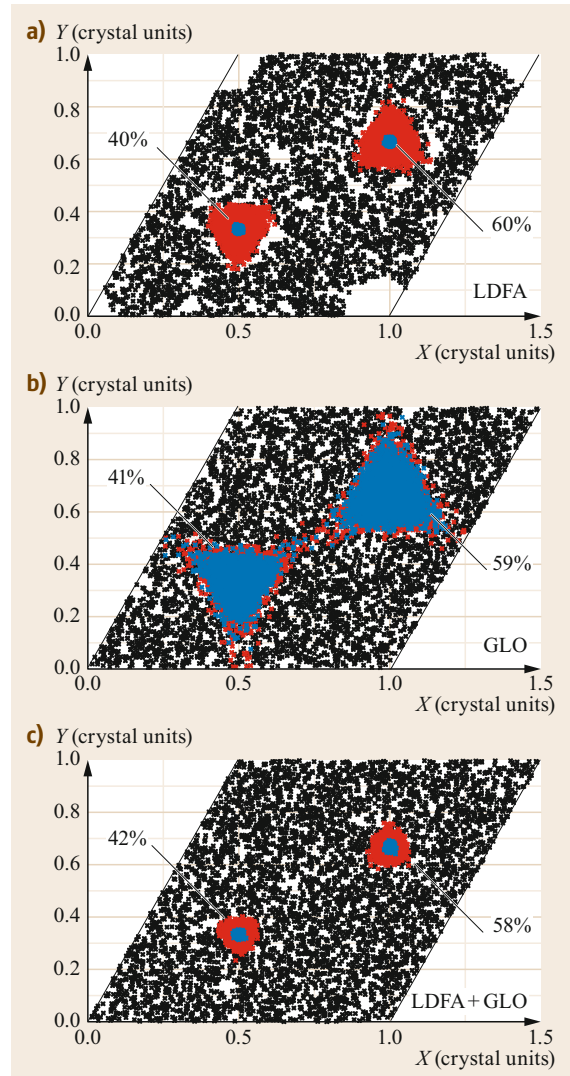 a) Y (crystal units)
1.0
0.8
40%
0.6
0.4
60%
0.2
LDFA
0.0
0.0 0.5 1.0 1.5
X (crystal units)
b) Y (crystal units)
1.0
0.8
41%
0.6
59%
0.4
0.2
GLO
0.0
0.0 0.5 1.0 1.5
X (crystal units)
c) Y (crystal units)
1.0
0.8
42%
0.6
0.4
58%
0.2
LDFA + GLO
0.0
0.0 0.5 1.0 1.5
X (crystal units)